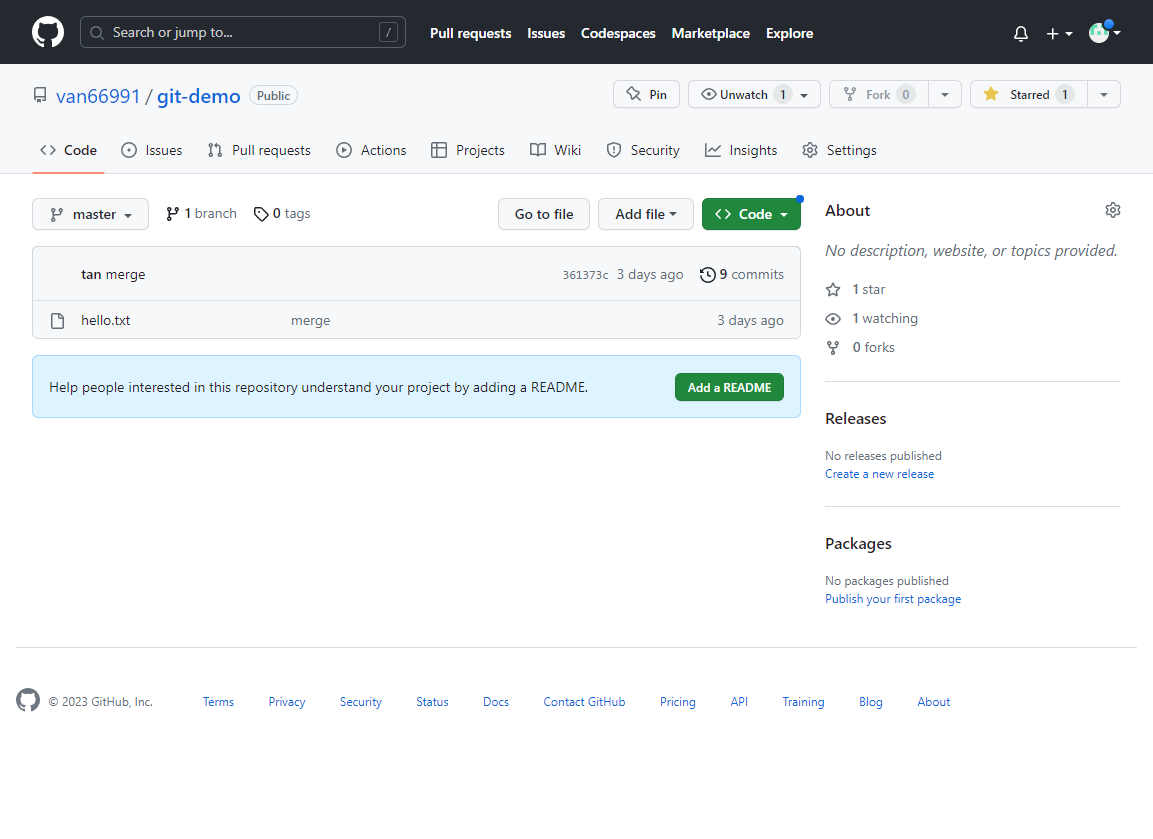 Search or jump to... / Pull requests Issues Codespaces Marketplace Explore
van66991 / git-demo Public Pin Unwatch 1 Fork 0 Starred 1
Code Issues Pull requests Actions Projects Wiki Security Insights Settings
master 1 branch 0 tags Go to file Add file Code
tan merge 361373c 3 days ago 9 commits
hello.txt merge 3 days ago
Help people interested in this repository understand your project by adding a README. Add a README
About
No description, website, or topics provided.
1 star
1 watching
0 forks
Releases
No releases published
Create a new release
Packages
No packages published
Publish your first package
© 2023 GitHub, Inc. Terms Privacy Security Status Docs Contact GitHub Pricing API Training Blog About